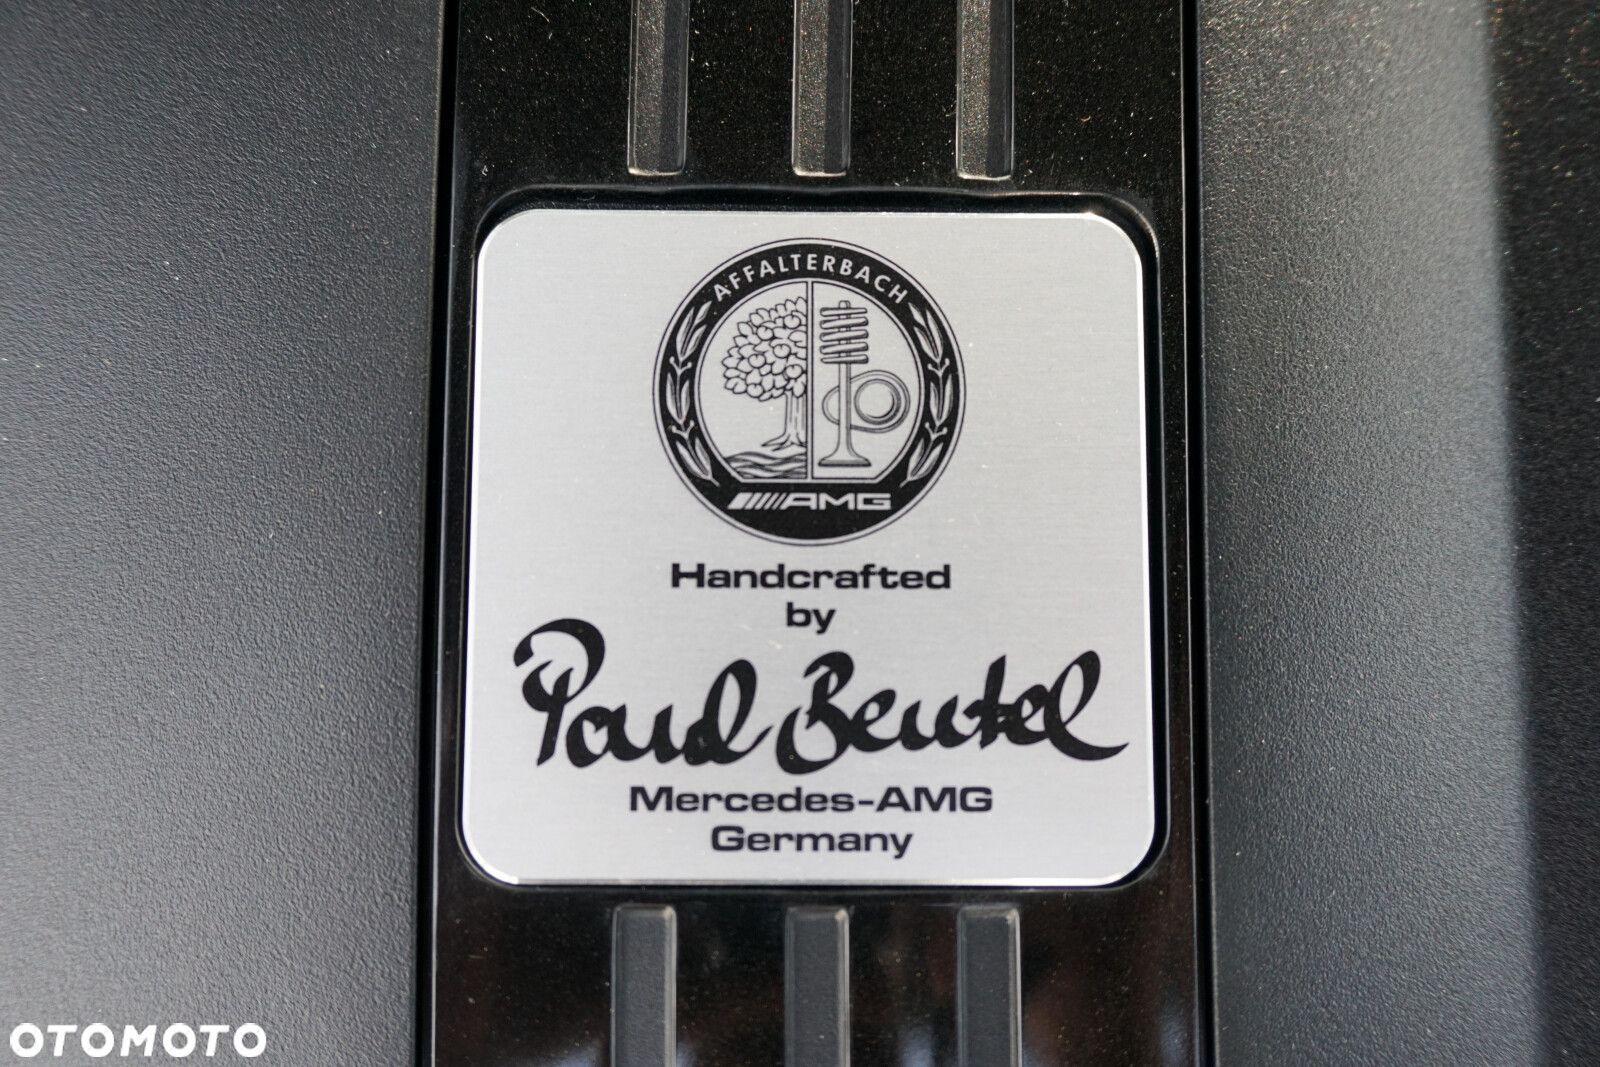 AFFALTERBACH
AMG
Handcrafted
by
Paul Beutel
Mercedes-AMG
Germany
OTOMOTO